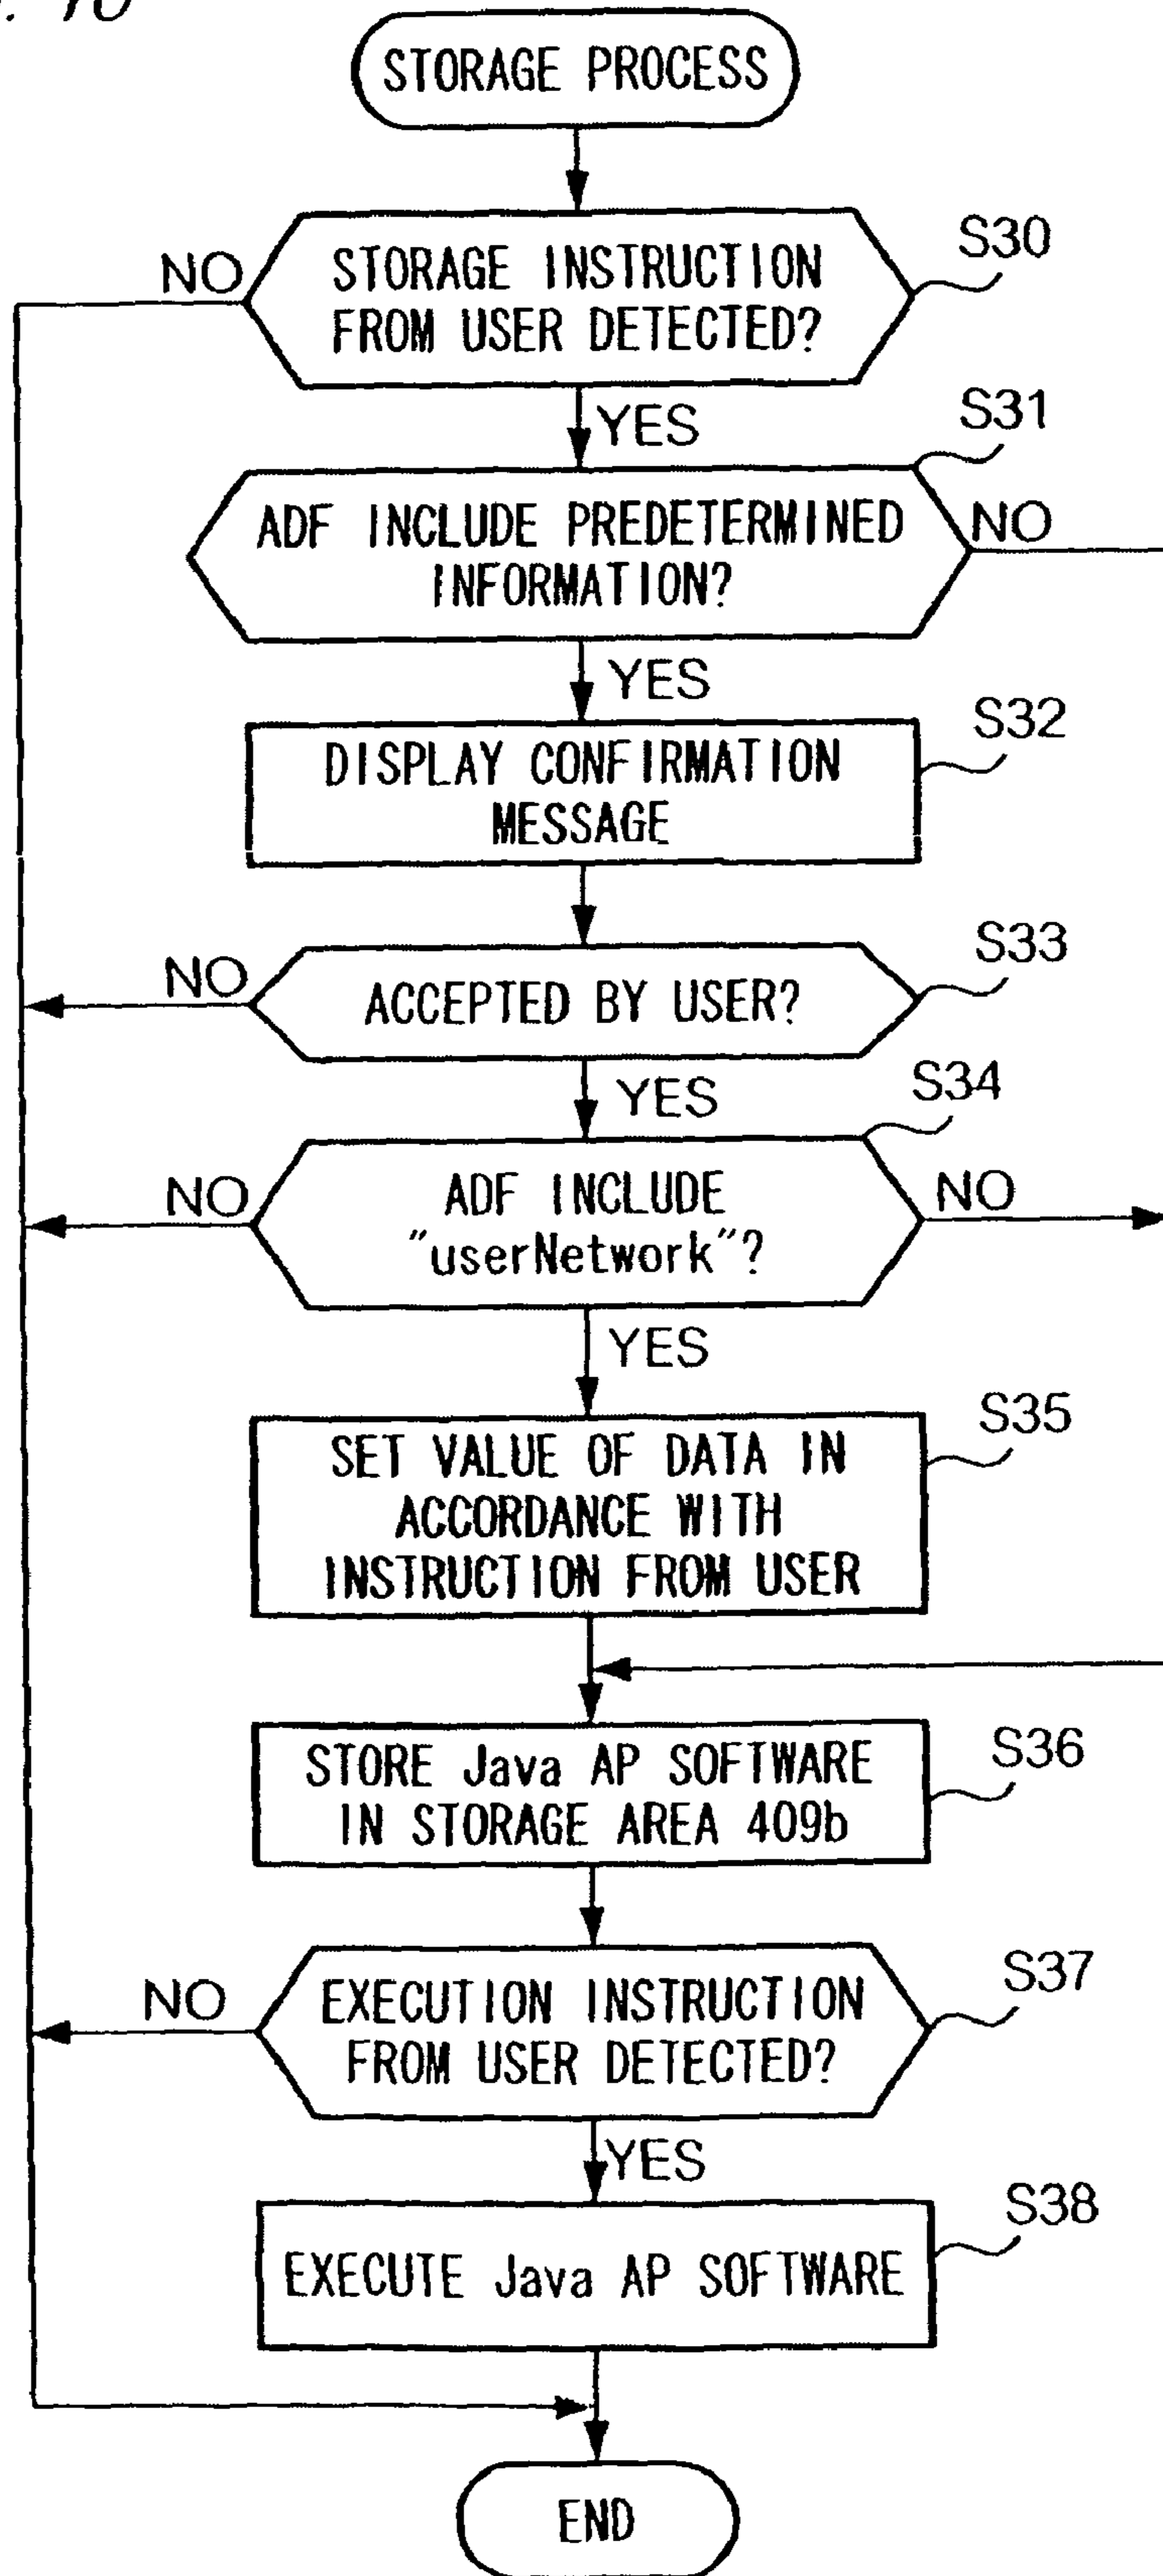 10
STORAGE PROCESS
S30
NO
STORAGE INSTRUCTION
FROM USER DETECTED?
YES
S31
ADF INCLUDE PREDETERMINED
INFORMATION?
NO
YES
S32
DISPLAY CONFIRMATION
MESSAGE
S33
NO
ACCEPTED BY USER?
YES
S34
NO
ADF INCLUDE
"userNetwork"?
NO
YES
S35
SET VALUE OF DATA IN
ACCORDANCE WITH
INSTRUCTION FROM USER
S36
STORE Java AP SOFTWARE
IN STORAGE AREA 409b
S37
NO
EXECUTION INSTRUCTION
FROM USER DETECTED?
YES
S38
EXECUTE Java AP SOFTWARE
END